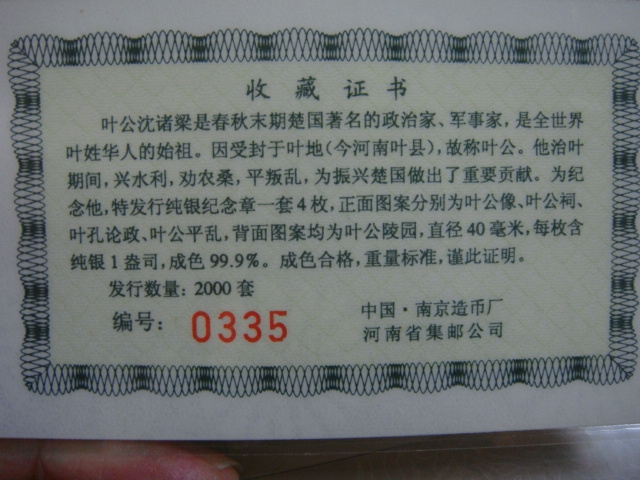 收藏证书
叶公沈诸梁是春秋末期楚国著名的政治家、军事家，是全世界
叶姓华人的始祖。因受封于叶地(今河南叶县)，故称叶公。他治叶
期间，兴水利，劝农桑，平叛乱，为振兴楚国做出了重要贡献。为纪
念他，特发行纯银纪念章一套4枚，正面图案分别为叶公像、叶公祠、
叶孔论政、叶公平乱，背面图案均为叶公陵园，直径40毫米，每枚含
纯银1盎司，成色99.9%。成色合格，重量标准，谨此证明。
发行数量：2000套
编号：0335
中国·南京造币厂
河南省集邮公司